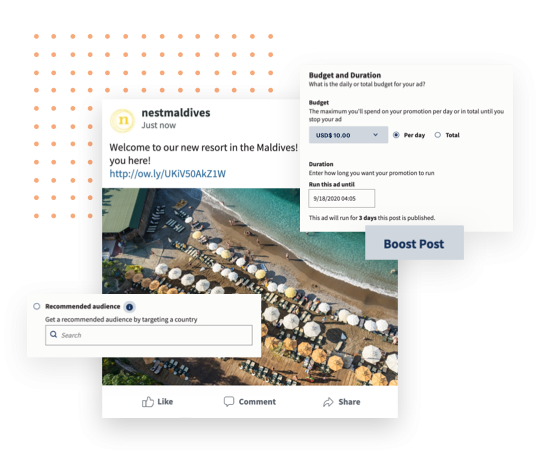 n
nestmaldives
Just now
Welcome to our new resort in the Maldives!
you here!
http://ow.ly/UKiV50AkZ1W
Budget and Duration
What is the daily or total budget for your ad?
Budget
The maximum you'll spend on your promotion per day or in total until you
stop your ad
USD$ 10.00
Per day
Total
Duration
Enter how long you want your promotion to run
Run this ad until
9/18/2020 04:05
This ad will run for 3 days this post is published.
Boost Post
Recommended audience
Get a recommended audience by targeting a country
Search
Like
Comment
Share